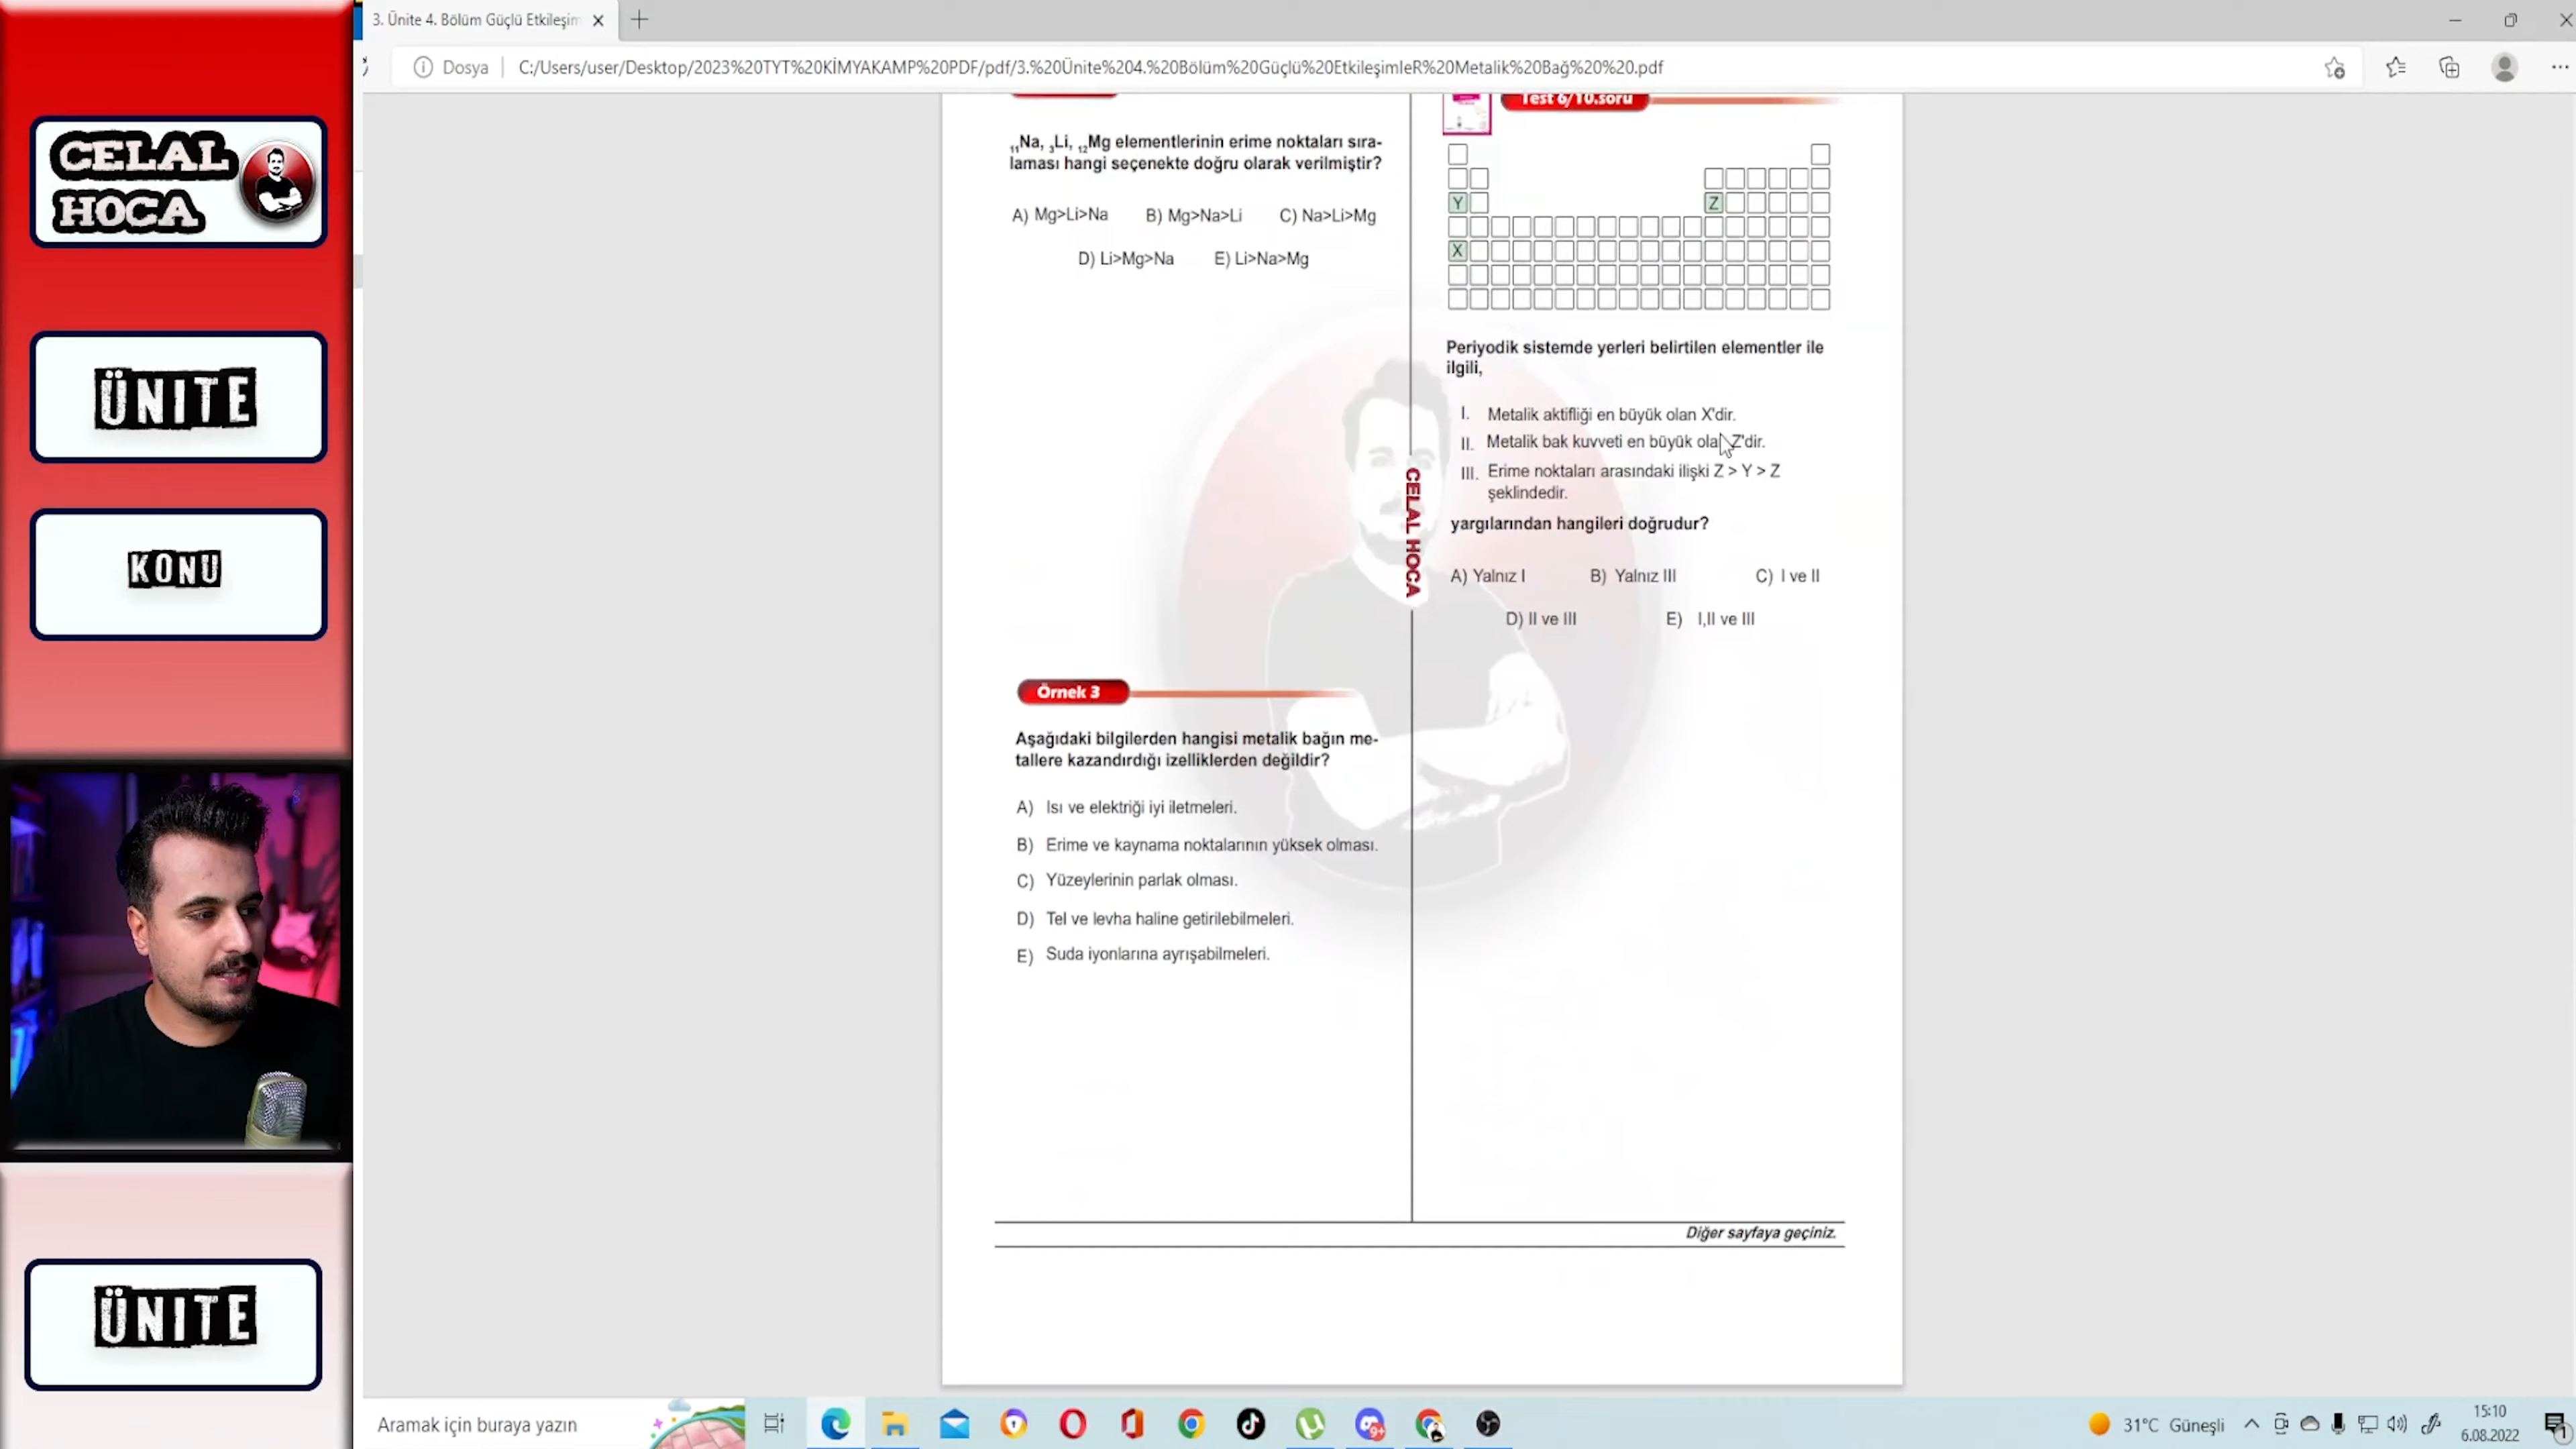 3. Ünite 4. Bölüm Güçlü Etkileşim
Dosya
C:/Users/user/Desktop/2023%20TYT%20KİMYAKAMP%20PDF/pdf/3.%20Ünite%204.%20Bölüm%20Güçlü%20EtkileşimleR%20Metalik%20Bağ%20%20.pdf
CELAL
HOCA
ÜNITE
KONU
ÜNITE
11Na, 3Li, 12Mg elementlerinin erime noktaları sıra-
laması hangi seçenekte doğru olarak verilmiştir?
A) Mg>Li>Na B) Mg>Na>Li C) Na>Li>Mg
D) Li>Mg>Na E) Li>Na>Mg
Örnek 3
Aşağıdaki bilgilerden hangisi metalik bağın me-
tallere kazandırdığı izelliklerden değildir?
A) Isı ve elektriği iyi iletmeleri.
B) Erime ve kaynama noktalarının yüksek olması.
C) Yüzeylerinin parlak olması.
D) Tel ve levha haline getirilebilmeleri.
E) Suda iyonlarına ayrışabilmeleri.
CELAL HOCA
Test 6/10.soru
Y
Z
X
Periyodik sistemde yerleri belirtilen elementler ile
ilgili,
I. Metalik aktifliği en büyük olan X'dir.
II. Metalik bak kuvveti en büyük ola Z'dir.
III. Erime noktaları arasındaki ilişki Z > Y > Z
şeklindedir.
yargılarından hangileri doğrudur?
A) Yalnız I B) Yalnız III C) I ve II
D) II ve III E) I,II ve III
Diğer sayfaya geçiniz.
Aramak için buraya yazın
9+
31°C Güneşli
15:10
6.08.2022
1